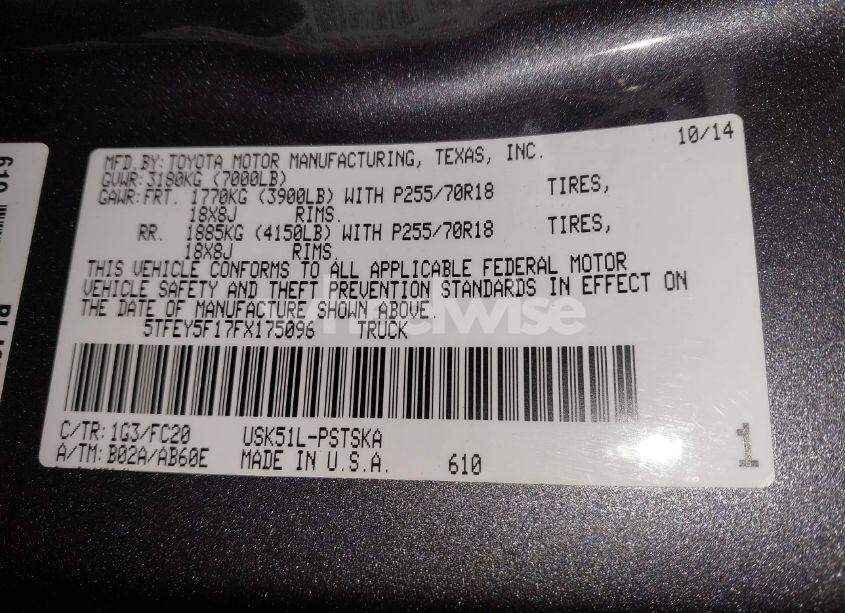 10/14
MFD.BY:TOYOTA MOTOR MANUFACTURING, TEXAS, INC.
GVWR:3180KG (7000LB)
GAWR:FRT. 1770KG (3900LB) WITH P255/70R18 TIRES,
18X8J RIMS.
RR. 1885KG (4150LB) WITH P255/70R18 TIRES,
18X8J RIMS.
THIS VEHICLE CONFORMS TO ALL APPLICABLE FEDERAL MOTOR
VEHICLE SAFETY AND THEFT PREVENTION STANDARDS IN EFFECT ON
THE DATE OF MANUFACTURE SHOWN ABOVE.
5TFEY5F17FX175096 TRUCK
C/TR:1G3/FC20 USK51L-PSTSKA
A/TM:B02A/AB60E MADE IN U.S.A. 610
1